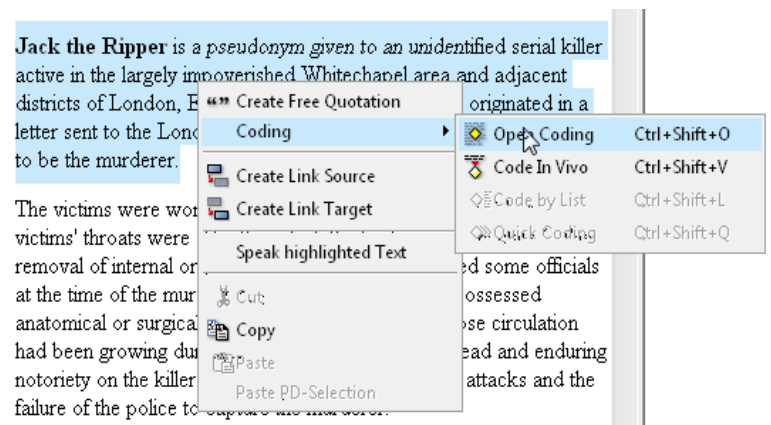 Jack the Ripper is a pseudonym given to an unidentified serial killer
active in the largely impoverished Whitechapel area and adjacent
districts of London, E
originated in a
letter sent to the Lond
to be the murderer.
The victims were wor
victims' throats were
removal of internal or
ed some officials
at the time of the mur
ossessed
anatomical or surgica
ose circulation
had been growing du
ead and enduring
notoriety on the killer
attacks and the
failure of the police to capture the murderer.
Create Free Quotation
Coding
Create Link Source
Create Link Target
Speak highlighted Text
Cut
Copy
Paste
Paste PD-Selection
Open Coding Ctrl+Shift+O
Code In Vivo Ctrl+Shift+V
Code by List Ctrl+Shift+L
Quick Coding Ctrl+Shift+Q